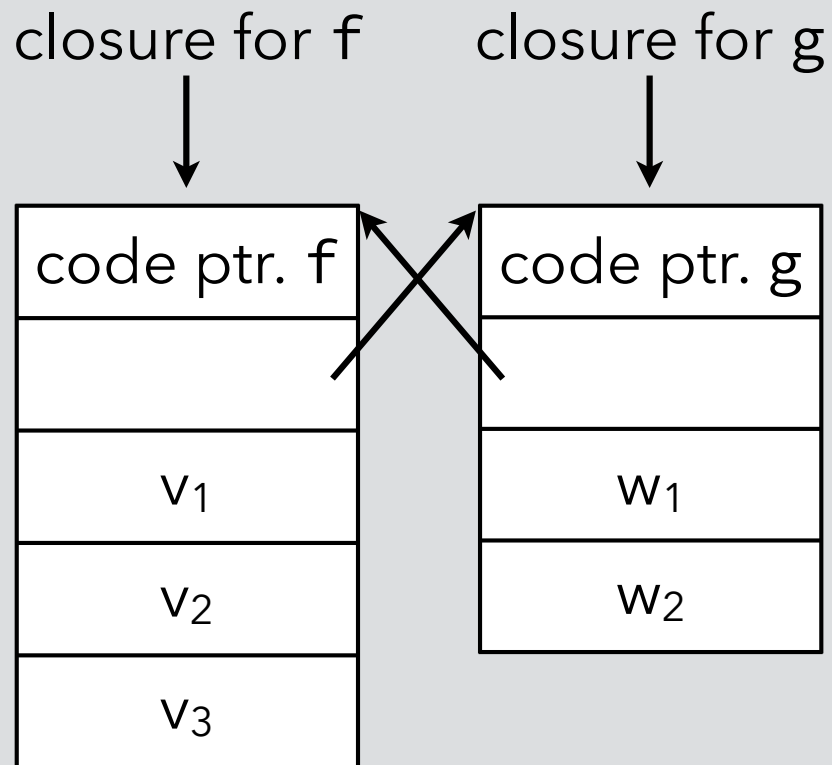 closure for f
closure for g
code ptr. f
code ptr. g
v₁
w₁
v₂
w₂
v₃